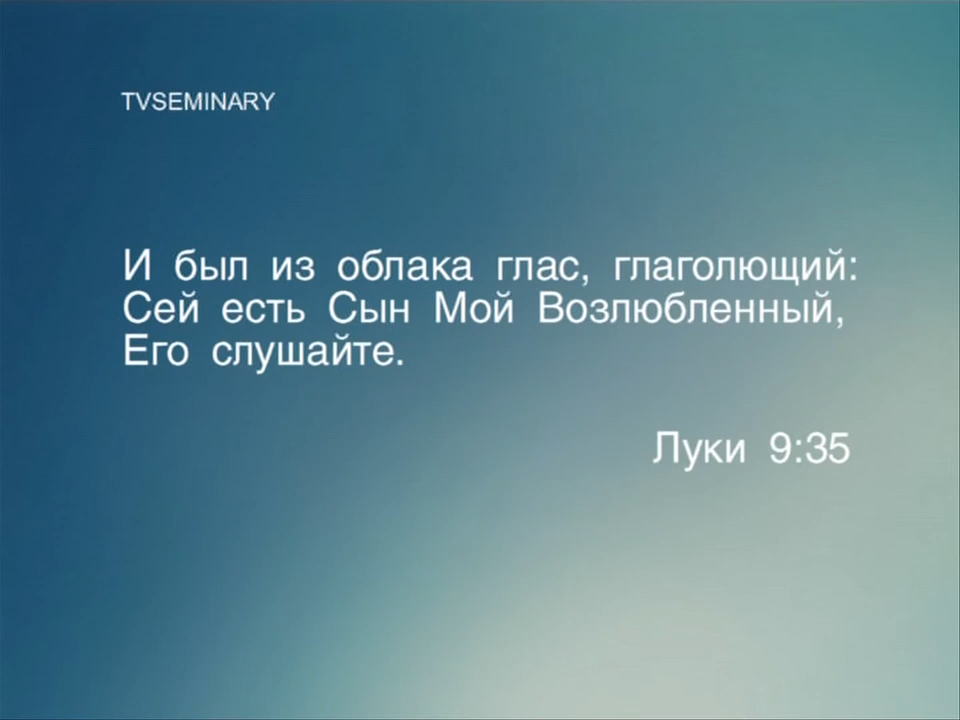 TVSEMINARY
И был из облака глас, глаголющий:
Сей есть Сын Мой Возлюбленный,
Его слушайте.
Луки 9:35